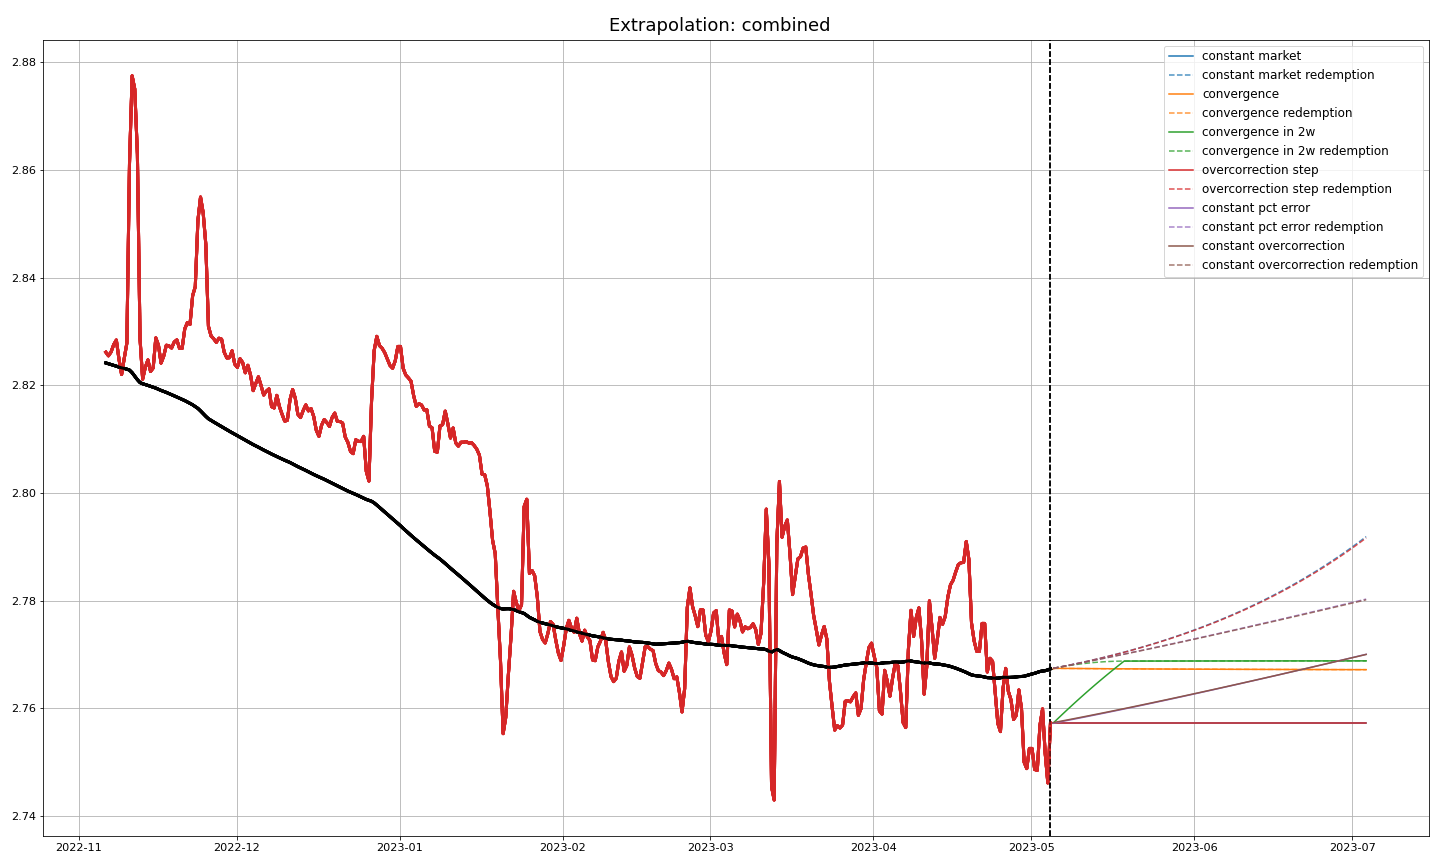 Extrapolation: combined
2.88
2.86
2.84
2.82
2.80
2.78
2.76
2.74
constant market
constant market redemption
convergence
convergence redemption
convergence in 2w
convergence in 2w redemption
overcorrection step
overcorrection step redemption
constant pct error
constant pct error redemption
constant overcorrection
constant overcorrection redemption
2022-11
2022-12
2023-01
2023-02
2023-03
2023-04
2023-05
2023-06
2023-07